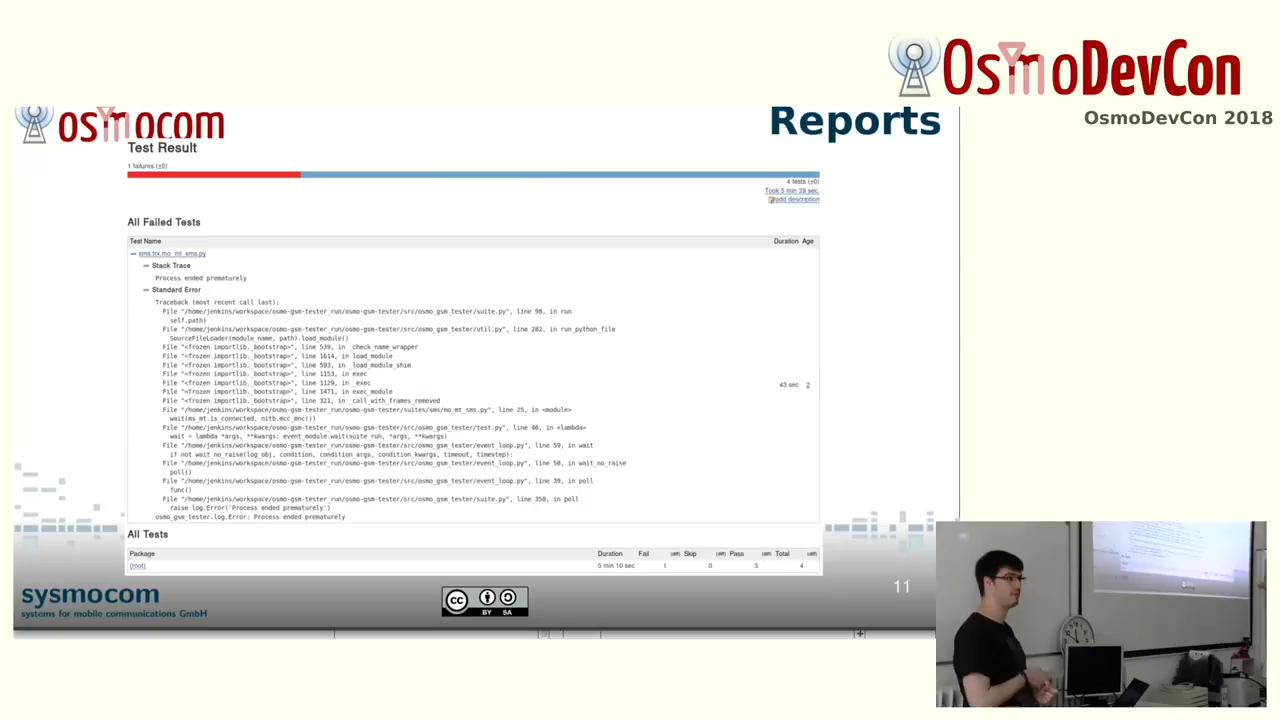 OsmoDevCon
OsmoDevCon 2018
osmocom
Reports
Test Result
1 failures (±0)
4 tests (±0)
Took 5 min 39 sec.
add description
All Failed Tests
Test Name Duration Age
sms:trx.mo_mt_sms.py
Stack Trace
Process ended prematurely
Standard Error
Traceback (most recent call last):
File "/home/jenkins/workspace/osmo-gsm-tester_run/osmo-gsm-tester/src/osmo_gsm_tester/suite.py", line 98, in run
self.path)
File "/home/jenkins/workspace/osmo-gsm-tester_run/osmo-gsm-tester/src/osmo_gsm_tester/util.py", line 282, in run_python_file
SourceFileLoader(module_name, path).load_module()
File "<frozen importlib._bootstrap>", line 539, in _check_name_wrapper
File "<frozen importlib._bootstrap>", line 1614, in load_module
File "<frozen importlib._bootstrap>", line 593, in _load_module_shim
File "<frozen importlib._bootstrap>", line 1153, in exec
File "<frozen importlib._bootstrap>", line 1129, in _exec
File "<frozen importlib._bootstrap>", line 1471, in exec_module
File "<frozen importlib._bootstrap>", line 321, in _call_with_frames_removed
File "/home/jenkins/workspace/osmo-gsm-tester_run/osmo-gsm-tester/suites/sms/mo_mt_sms.py", line 25, in <module>
wait(ms_mt.is_connected, nitb.mcc_mnc())
File "/home/jenkins/workspace/osmo-gsm-tester_run/osmo-gsm-tester/src/osmo_gsm_tester/test.py", line 46, in <lambda>
wait = lambda *args, **kwargs: event_module.wait(suite_run, *args, **kwargs)
File "/home/jenkins/workspace/osmo-gsm-tester_run/osmo-gsm-tester/src/osmo_gsm_tester/event_loop.py", line 59, in wait
if not wait_no_raise(log_obj, condition, condition_args, condition_kwargs, timeout, timestep):
File "/home/jenkins/workspace/osmo-gsm-tester_run/osmo-gsm-tester/src/osmo_gsm_tester/event_loop.py", line 50, in wait_no_raise
poll()
File "/home/jenkins/workspace/osmo-gsm-tester_run/osmo-gsm-tester/src/osmo_gsm_tester/event_loop.py", line 39, in poll
func()
File "/home/jenkins/workspace/osmo-gsm-tester_run/osmo-gsm-tester/src/osmo_gsm_tester/suite.py", line 358, in poll
raise log.Error('Process ended prematurely')
osmo_gsm_tester.log.Error: Process ended prematurely
43 sec 2
All Tests
Package Duration Fail (diff) Skip (diff) Pass (diff) Total (diff)
(root) 5 min 10 sec 1 0 3 4
sysmocom
systems for mobile communications GmbH
CC BY SA
11